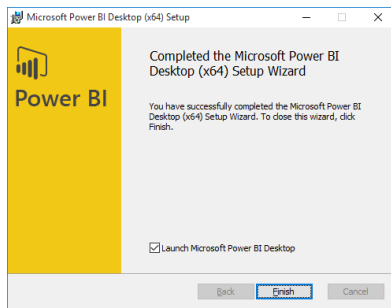 Microsoft Power BI Desktop (x64) Setup
Power BI
Completed the Microsoft Power BI
Desktop (x64) Setup Wizard
You have successfully completed the Microsoft Power BI
Desktop (x64) Setup Wizard. To close this wizard, click
Finish.
Launch Microsoft Power BI Desktop
Back
Finish
Cancel